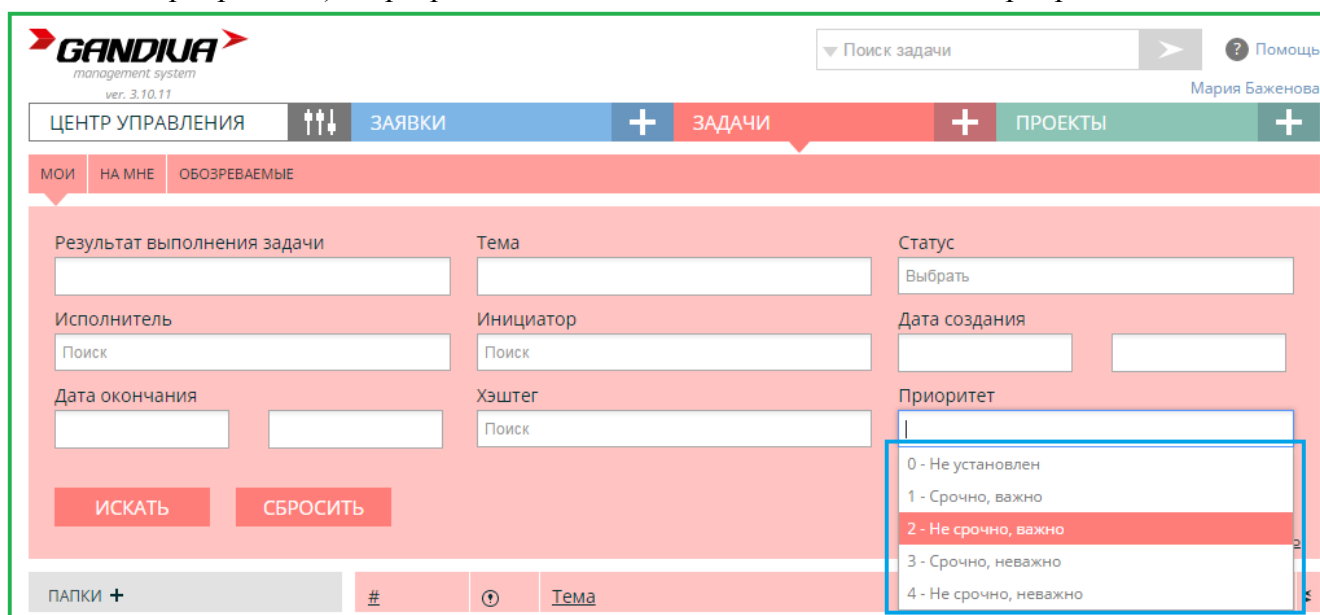 GANDIVA
management system
ver. 3.10.11
Поиск задачи
? Помощь
Мария Баженова
ЦЕНТР УПРАВЛЕНИЯ
ЗАЯВКИ +
ЗАДАЧИ +
ПРОЕКТЫ +
МОИ НА МНЕ ОБОЗРЕВАЕМЫЕ
Результат выполнения задачи
Тема
Статус
Выбрать
Исполнитель
Инициатор
Дата создания
Поиск
Поиск
Дата окончания
Хэштег
Приоритет
Поиск
0 - Не установлен
1 - Срочно, важно
2 - Не срочно, важно
3 - Срочно, неважно
4 - Не срочно, неважно
ИСКАТЬ СБРОСИТЬ
ПАПКИ +
#
Тема